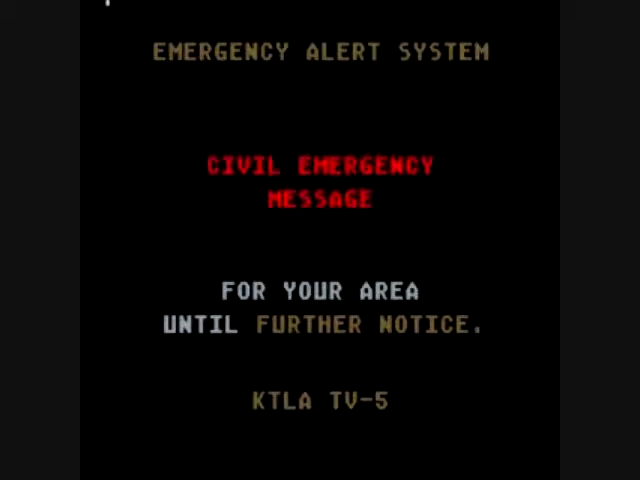 EMERGENCY ALERT SYSTEM
CIVIL EMERGENCY
MESSAGE
FOR YOUR AREA
UNTIL FURTHER NOTICE.
KTLA TV-5